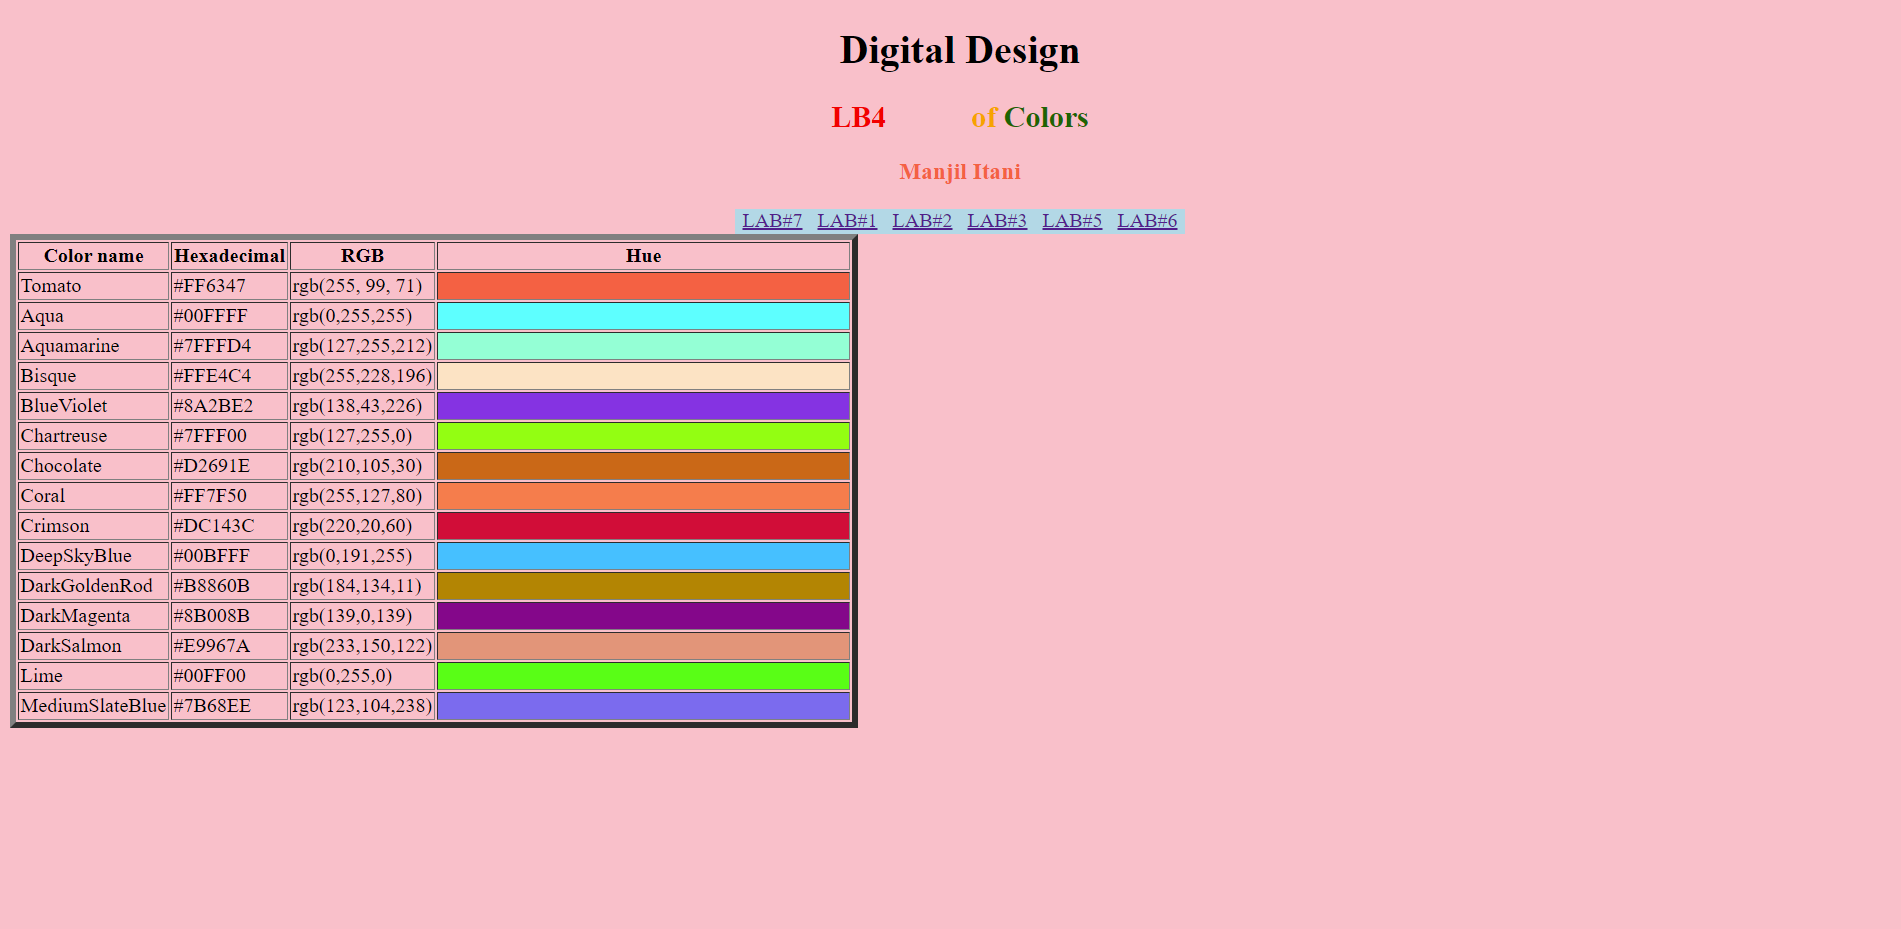 Digital Design
LB4 of Colors
Manjil Itani
LAB#7 LAB#1 LAB#2 LAB#3 LAB#5 LAB#6
Color name Hexadecimal RGB Hue
Tomato #FF6347 rgb(255, 99, 71)
Aqua #00FFFF rgb(0,255,255)
Aquamarine #7FFFD4 rgb(127,255,212)
Bisque #FFE4C4 rgb(255,228,196)
BlueViolet #8A2BE2 rgb(138,43,226)
Chartreuse #7FFF00 rgb(127,255,0)
Chocolate #D2691E rgb(210,105,30)
Coral #FF7F50 rgb(255,127,80)
Crimson #DC143C rgb(220,20,60)
DeepSkyBlue #00BFFF rgb(0,191,255)
DarkGoldenRod #B8860B rgb(184,134,11)
DarkMagenta #8B008B rgb(139,0,139)
DarkSalmon #E9967A rgb(233,150,122)
Lime #00FF00 rgb(0,255,0)
MediumSlateBlue #7B68EE rgb(123,104,238)